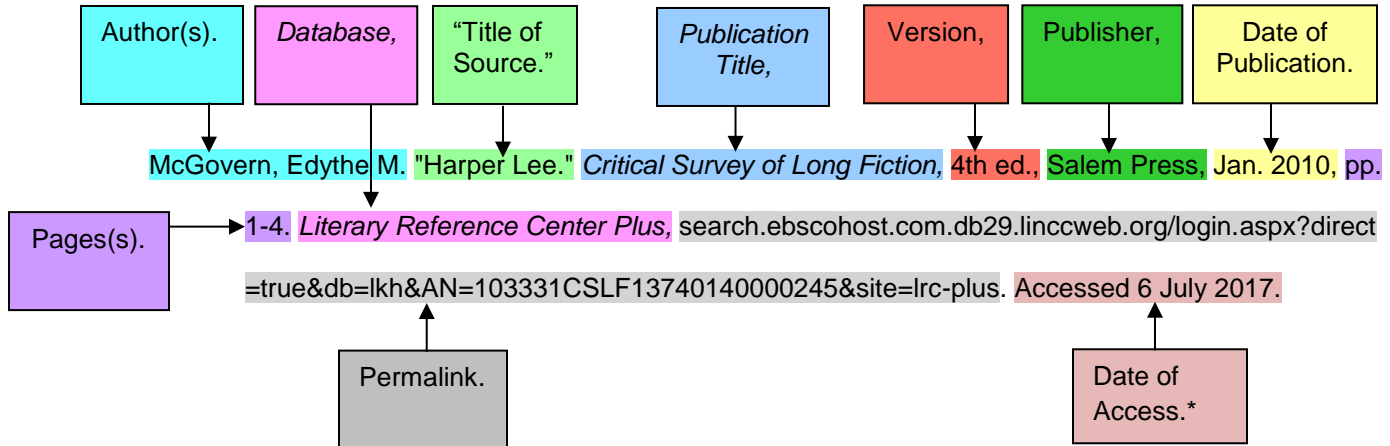 Author(s).
Database,
“Title of
Source.”
Publication
Title,
Version,
Publisher,
Date of
Publication.
McGovern, Edythe M. "Harper Lee." Critical Survey of Long Fiction, 4th ed., Salem Press, Jan. 2010, pp.
Pages(s).
1-4. Literary Reference Center Plus, search.ebscohost.com.db29.linccweb.org/login.aspx?direct
=true&db=lkh&AN=103331CSLF13740140000245&site=lrc-plus. Accessed 6 July 2017.
Permalink.
Date of
Access.*